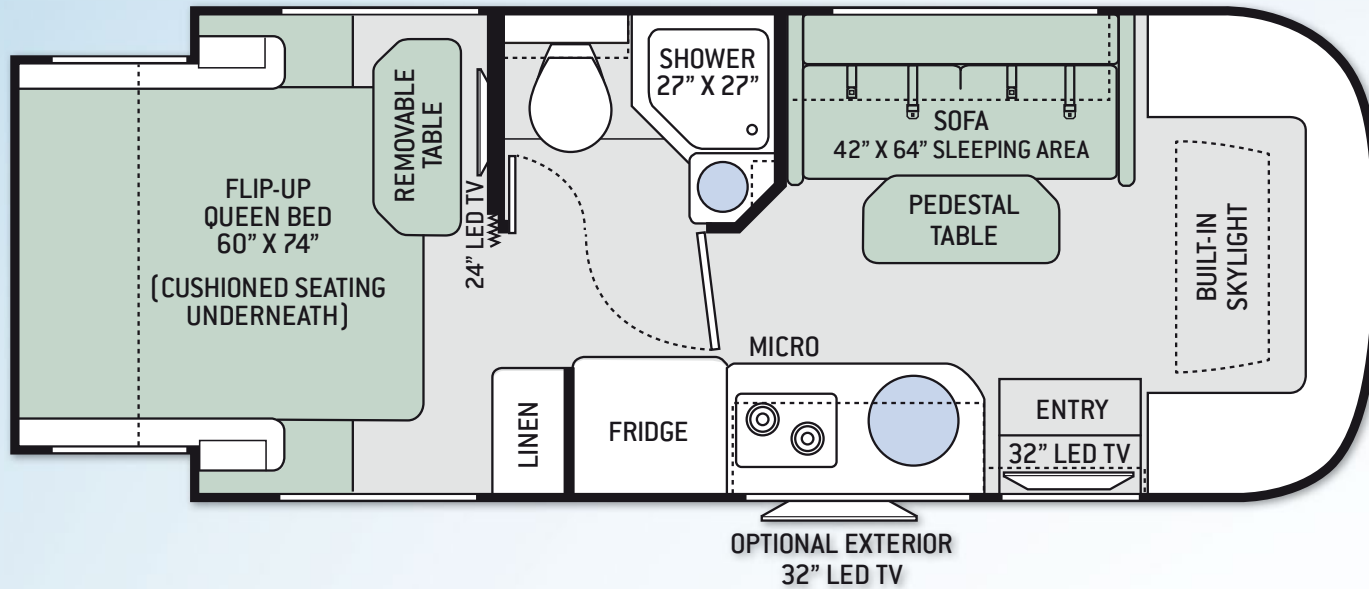 FLIP-UP
QUEEN BED
60” X 74”
(CUSHIONED SEATING
UNDERNEATH)
REMOVABLE
TABLE
24” LED TV
SHOWER
27” X 27”
SOFA
42” X 64” SLEEPING AREA
PEDESTAL
TABLE
BUILT-IN
SKYLIGHT
MICRO
LINEN
FRIDGE
ENTRY
32” LED TV
OPTIONAL EXTERIOR
32” LED TV